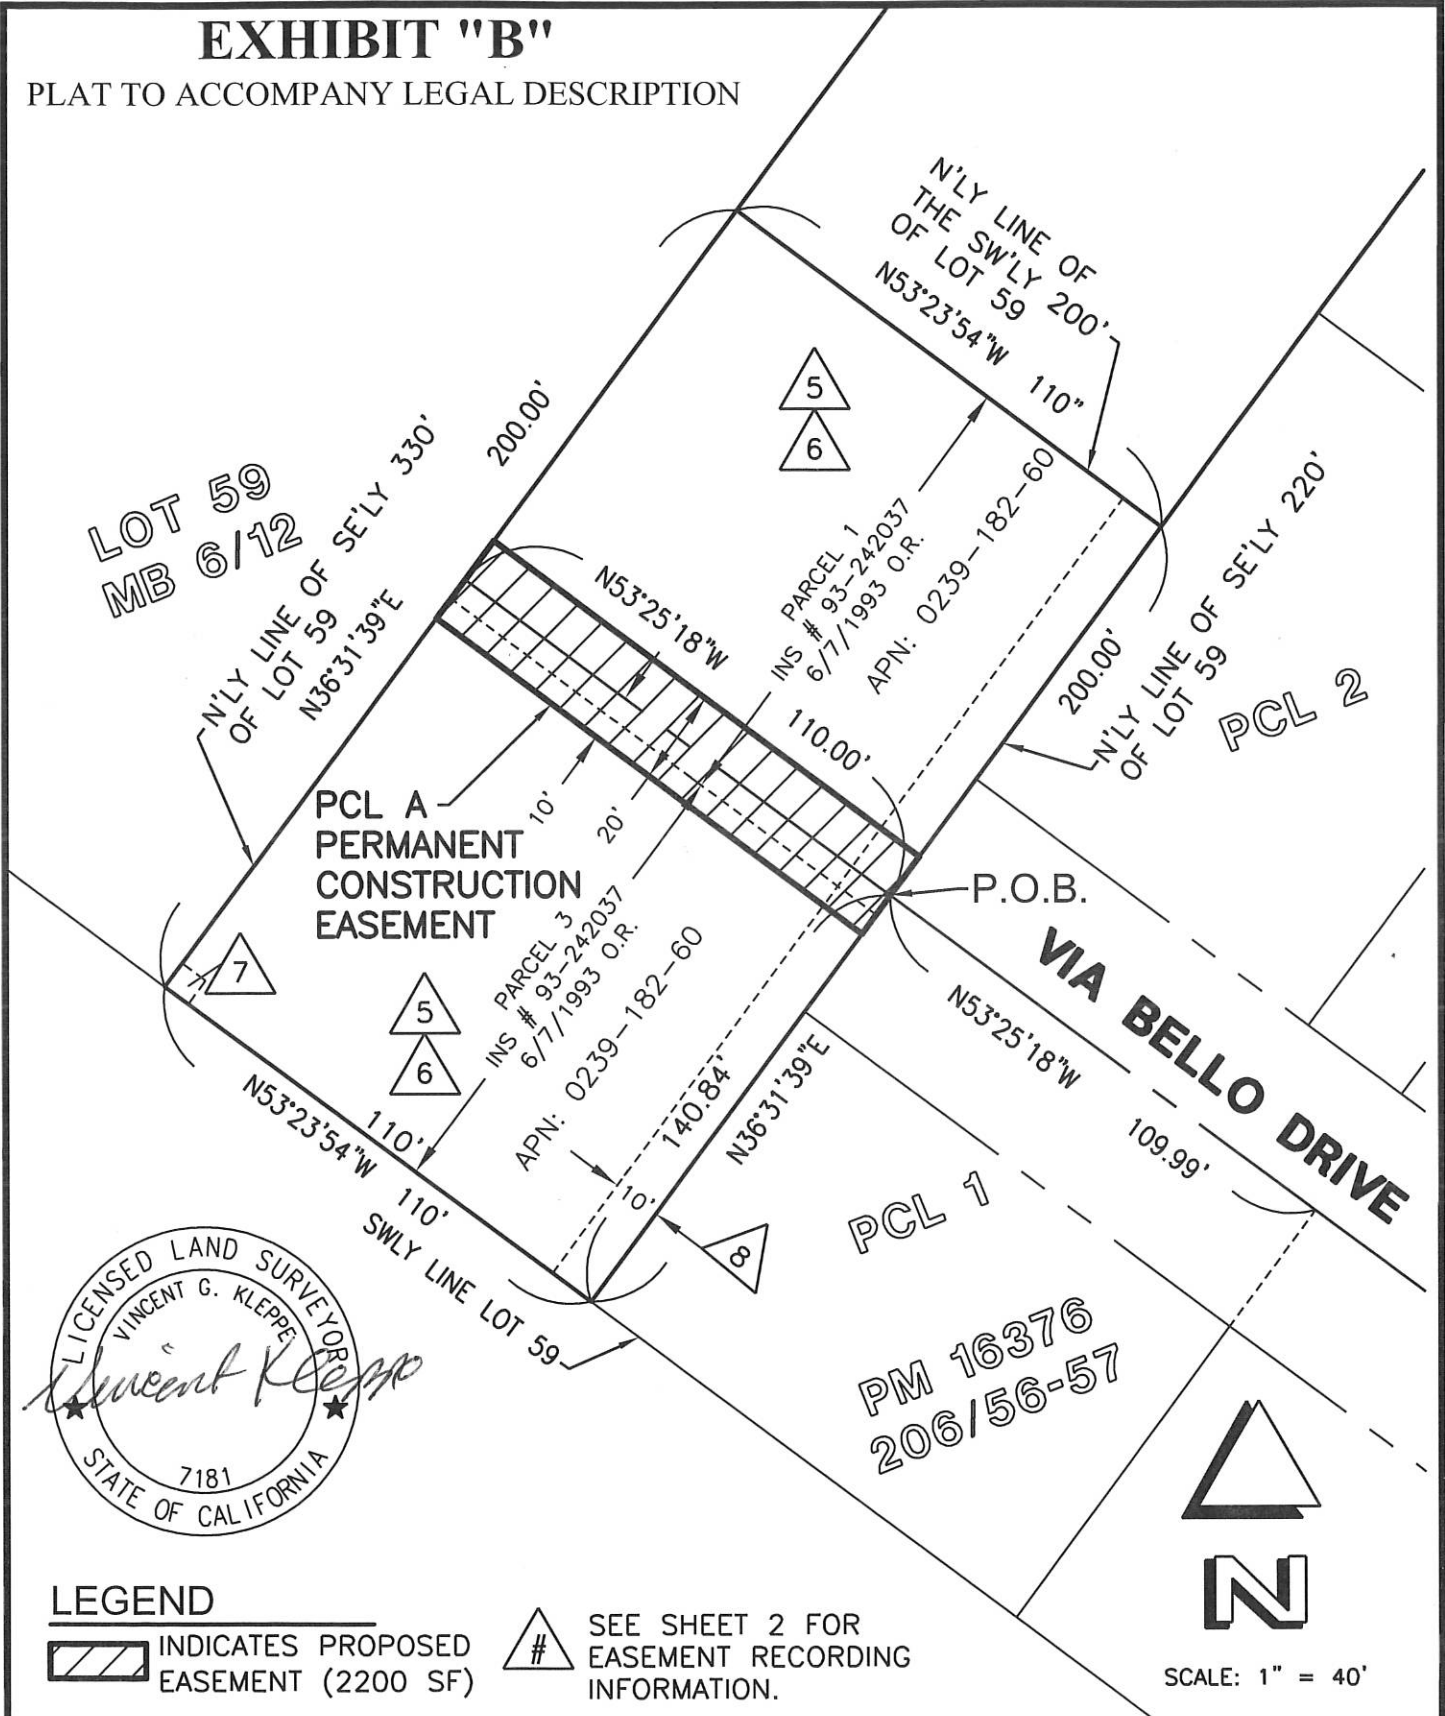 EXHIBIT "B"
PLAT TO ACCOMPANY LEGAL DESCRIPTION
N'LY LINE OF
THE SW'LY 200'
OF LOT 59
N53°23'54"W 110"
200.00'
5
6
LOT 59
MB 6/12
N'LY LINE OF SE'LY 330'
OF LOT 59
N36°31'39"E
PARCEL 1
INS # 93-242037
6/7/1993 O.R.
APN: 0239-182-60
N53°25'18"W
110.00'
200.00'
N'LY LINE OF SE'LY 220'
OF LOT 59
PCL 2
PCL A
PERMANENT
CONSTRUCTION
EASEMENT
10'
20'
P.O.B.
VIA BELLO DRIVE
N53°25'18"W
109.99'
7
5
6
PARCEL 3
INS # 93-242037
6/7/1993 O.R.
APN: 0239-182-60
140.84'
N36°31'39"E
10'
8
N53°23'54"W 110'
110'
SWLY LINE LOT 59
PCL 1
PM 16376
206/56-57
LICENSED LAND SURVEYOR
VINCENT G. KLEPPE
Vincent Kleppe
7181
STATE OF CALIFORNIA
N
SCALE: 1" = 40'
LEGEND
INDICATES PROPOSED
EASEMENT (2200 SF)
#
SEE SHEET 2 FOR
EASEMENT RECORDING
INFORMATION.